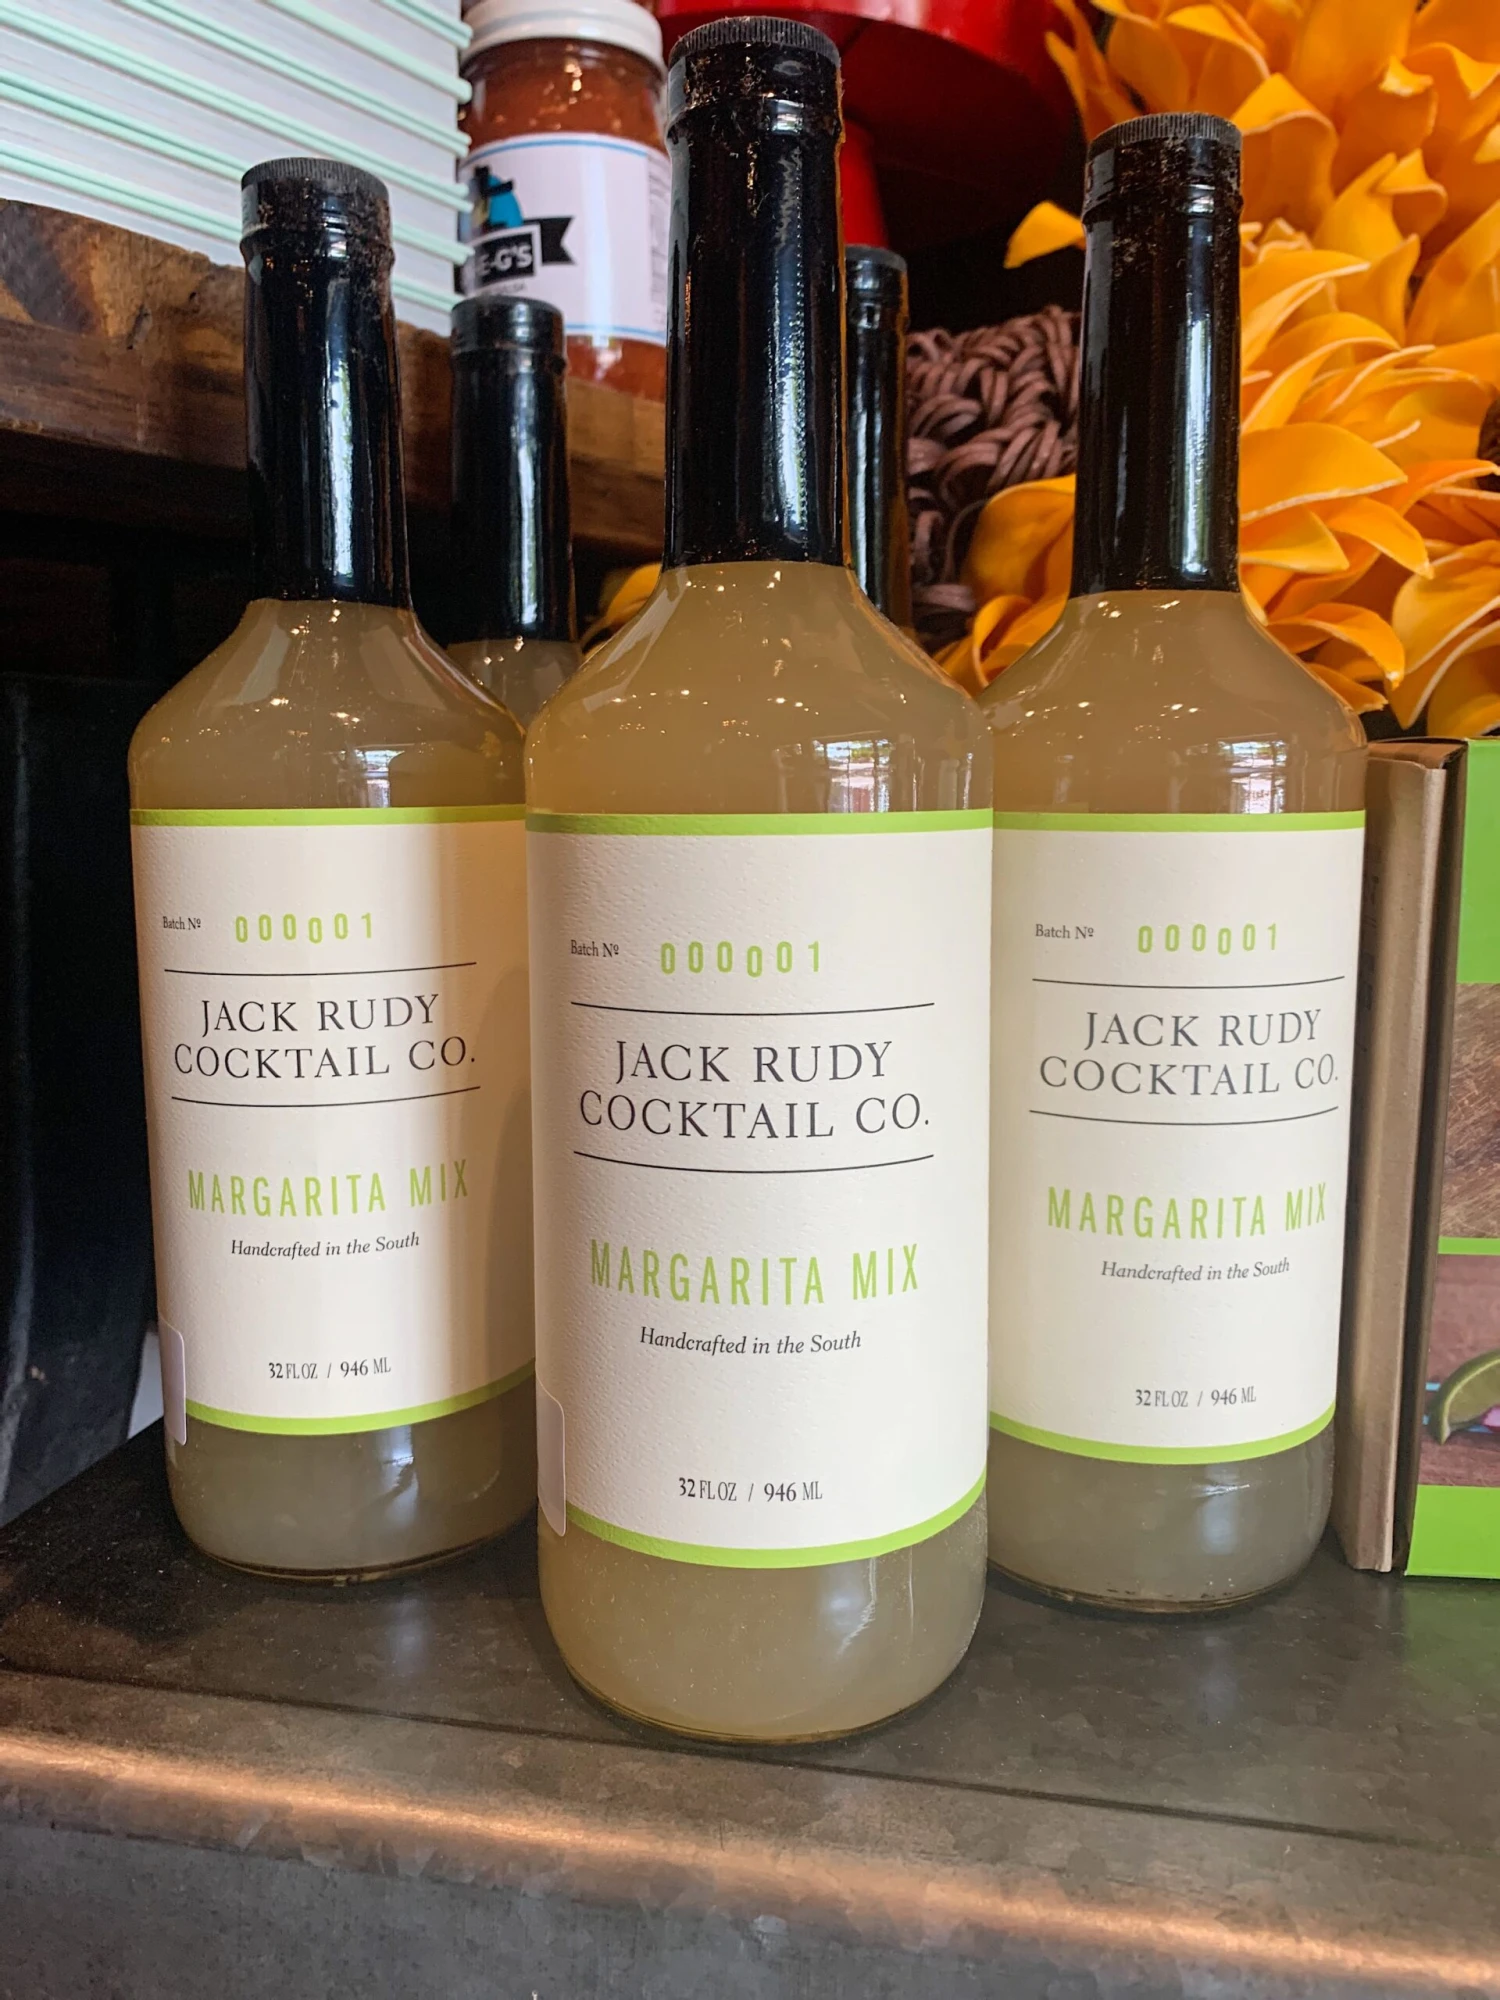 E-G'S
Batch Nº 000001
JACK RUDY
COCKTAIL CO.
MARGARITA MIX
Handcrafted in the South
32 FL OZ / 946 ML
Batch Nº 000001
JACK RUDY
COCKTAIL CO.
MARGARITA MIX
Handcrafted in the South
32 FL OZ / 946 ML
Batch Nº 000001
JACK RUDY
COCKTAIL CO.
MARGARITA MIX
Handcrafted in the South
32 FL OZ / 946 ML